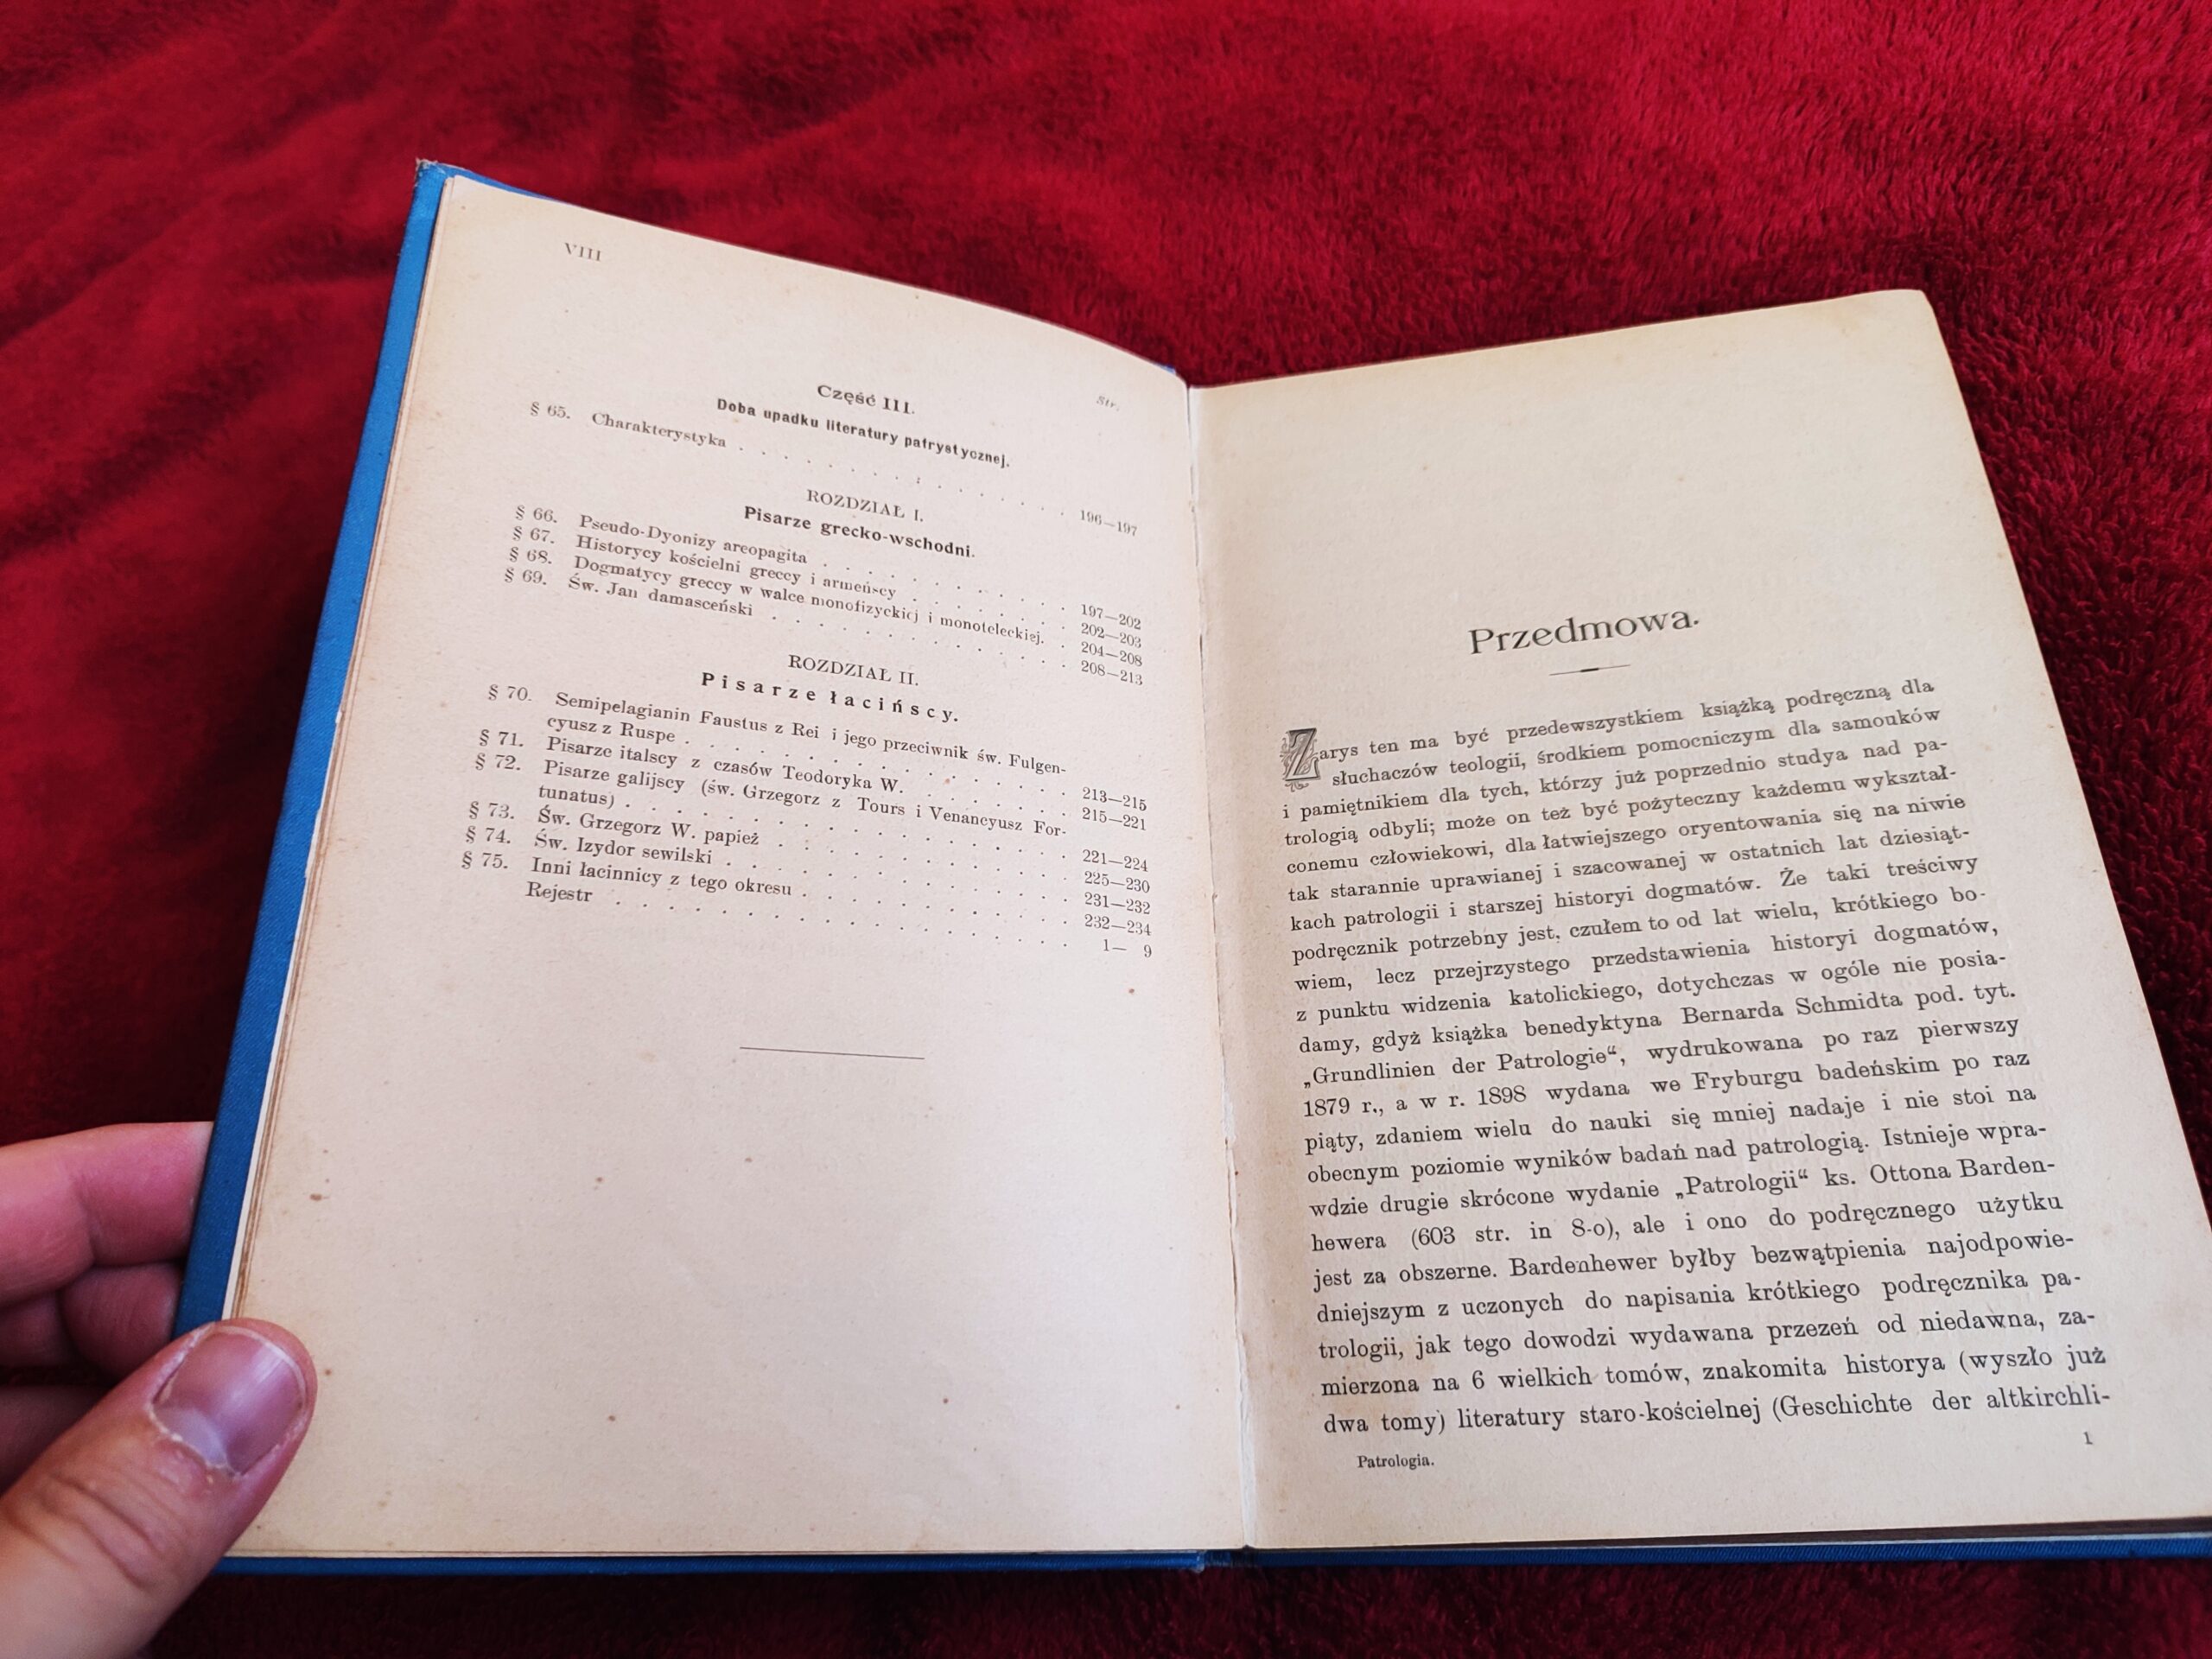 VIII
Część III.
Str.
Doba upadku literatury patrystycznej.
§ 65. Charakterystyka . . . . . . . . . . . . . . . 196—197
ROZDZIAŁ I.
Pisarze grecko-wschodni.
§ 66. Pseudo-Dyonizy areopagita . . . . . . . . . . . 197—202
§ 67. Historycy kościelni greccy i armeńscy . . . . . . . 202—203
§ 68. Dogmatycy greccy w walce monofizyckiej i monoteleckiej. . 204—208
§ 69. Św. Jan damasceński . . . . . . . . . . . . . 208—213
ROZDZIAŁ II.
Pisarze łacińscy.
§ 70. Semipelagianin Faustus z Rei i jego przeciwnik św. Fulgen-
cyusz z Ruspe . . . . . . . . . . . . . . . 213—215
§ 71. Pisarze italscy z czasów Teodoryka W. . . . . . . . 215—221
§ 72. Pisarze galijscy (św. Grzegorz z Tours i Venancyusz For-
tunatus) . . . . . . . . . . . . . . . . . 221—224
§ 73. Św. Grzegorz W. papież . . . . . . . . . . . . 225—230
§ 74. Św. Izydor sewilski . . . . . . . . . . . . . . 231—232
§ 75. Inni łacinnicy z tego okresu . . . . . . . . . . . 232—234
Rejestr . . . . . . . . . . . . . . . . . . 1— 9
Przedmowa.
Zarys ten ma być przedewszystkiem książką podręczną dla
słuchaczów teologii, środkiem pomocniczym dla samouków
i pamiętnikiem dla tych, którzy już poprzednio studya nad pa-
trologią odbyli; może on też być pożyteczny każdemu wykształ-
conemu człowiekowi, dla łatwiejszego oryentowania się na niwie
tak starannie uprawianej i szacowanej w ostatnich lat dziesiąt-
kach patrologii i starszej historyi dogmatów. Że taki treściwy
podręcznik potrzebny jest, czułem to od lat wielu, krótkiego bo-
wiem, lecz przejrzystego przedstawienia historyi dogmatów,
z punktu widzenia katolickiego, dotychczas w ogóle nie posia-
damy, gdyż książka benedyktyna Bernarda Schmidta pod. tyt.
„Grundlinien der Patrologie“, wydrukowana po raz pierwszy
1879 r., a w r. 1898 wydana we Fryburgu badeńskim po raz
piąty, zdaniem wielu do nauki się mniej nadaje i nie stoi na
obecnym poziomie wyników badań nad patrologią. Istnieje wpra-
wdzie drugie skrócone wydanie „Patrologii“ ks. Ottona Barden-
hewera (603 str. in 8-o), ale i ono do podręcznego użytku
jest za obszerne. Bardenhewer byłby bezwątpienia najodpowie-
dniejszym z uczonych do napisania krótkiego podręcznika pa-
trologii, jak tego dowodzi wydawana przezeń od niedawna, za-
mierzona na 6 wielkich tomów, znakomita historya (wyszło już
dwa tomy) literatury staro-kościelnej (Geschichte der altkirchli-
Patrologia.
1